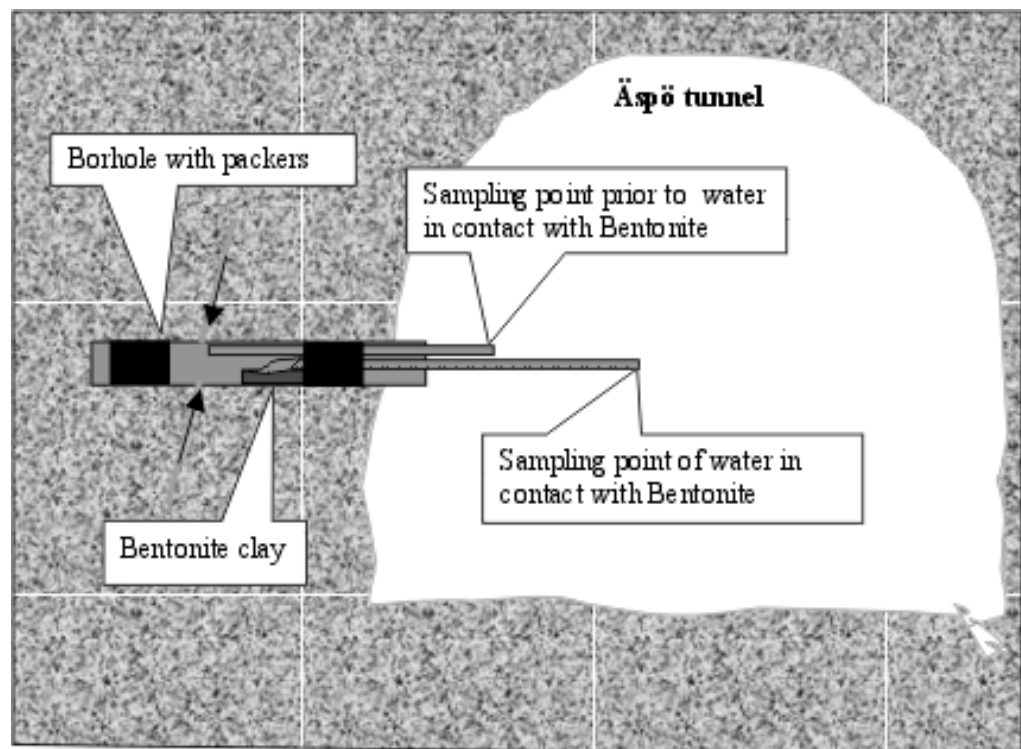 Äspö tunnel
Borhole with packers
Sampling point prior to water
in contact with Bentonite
Sampling point of water in
contact with Bentonite
Bentonite clay